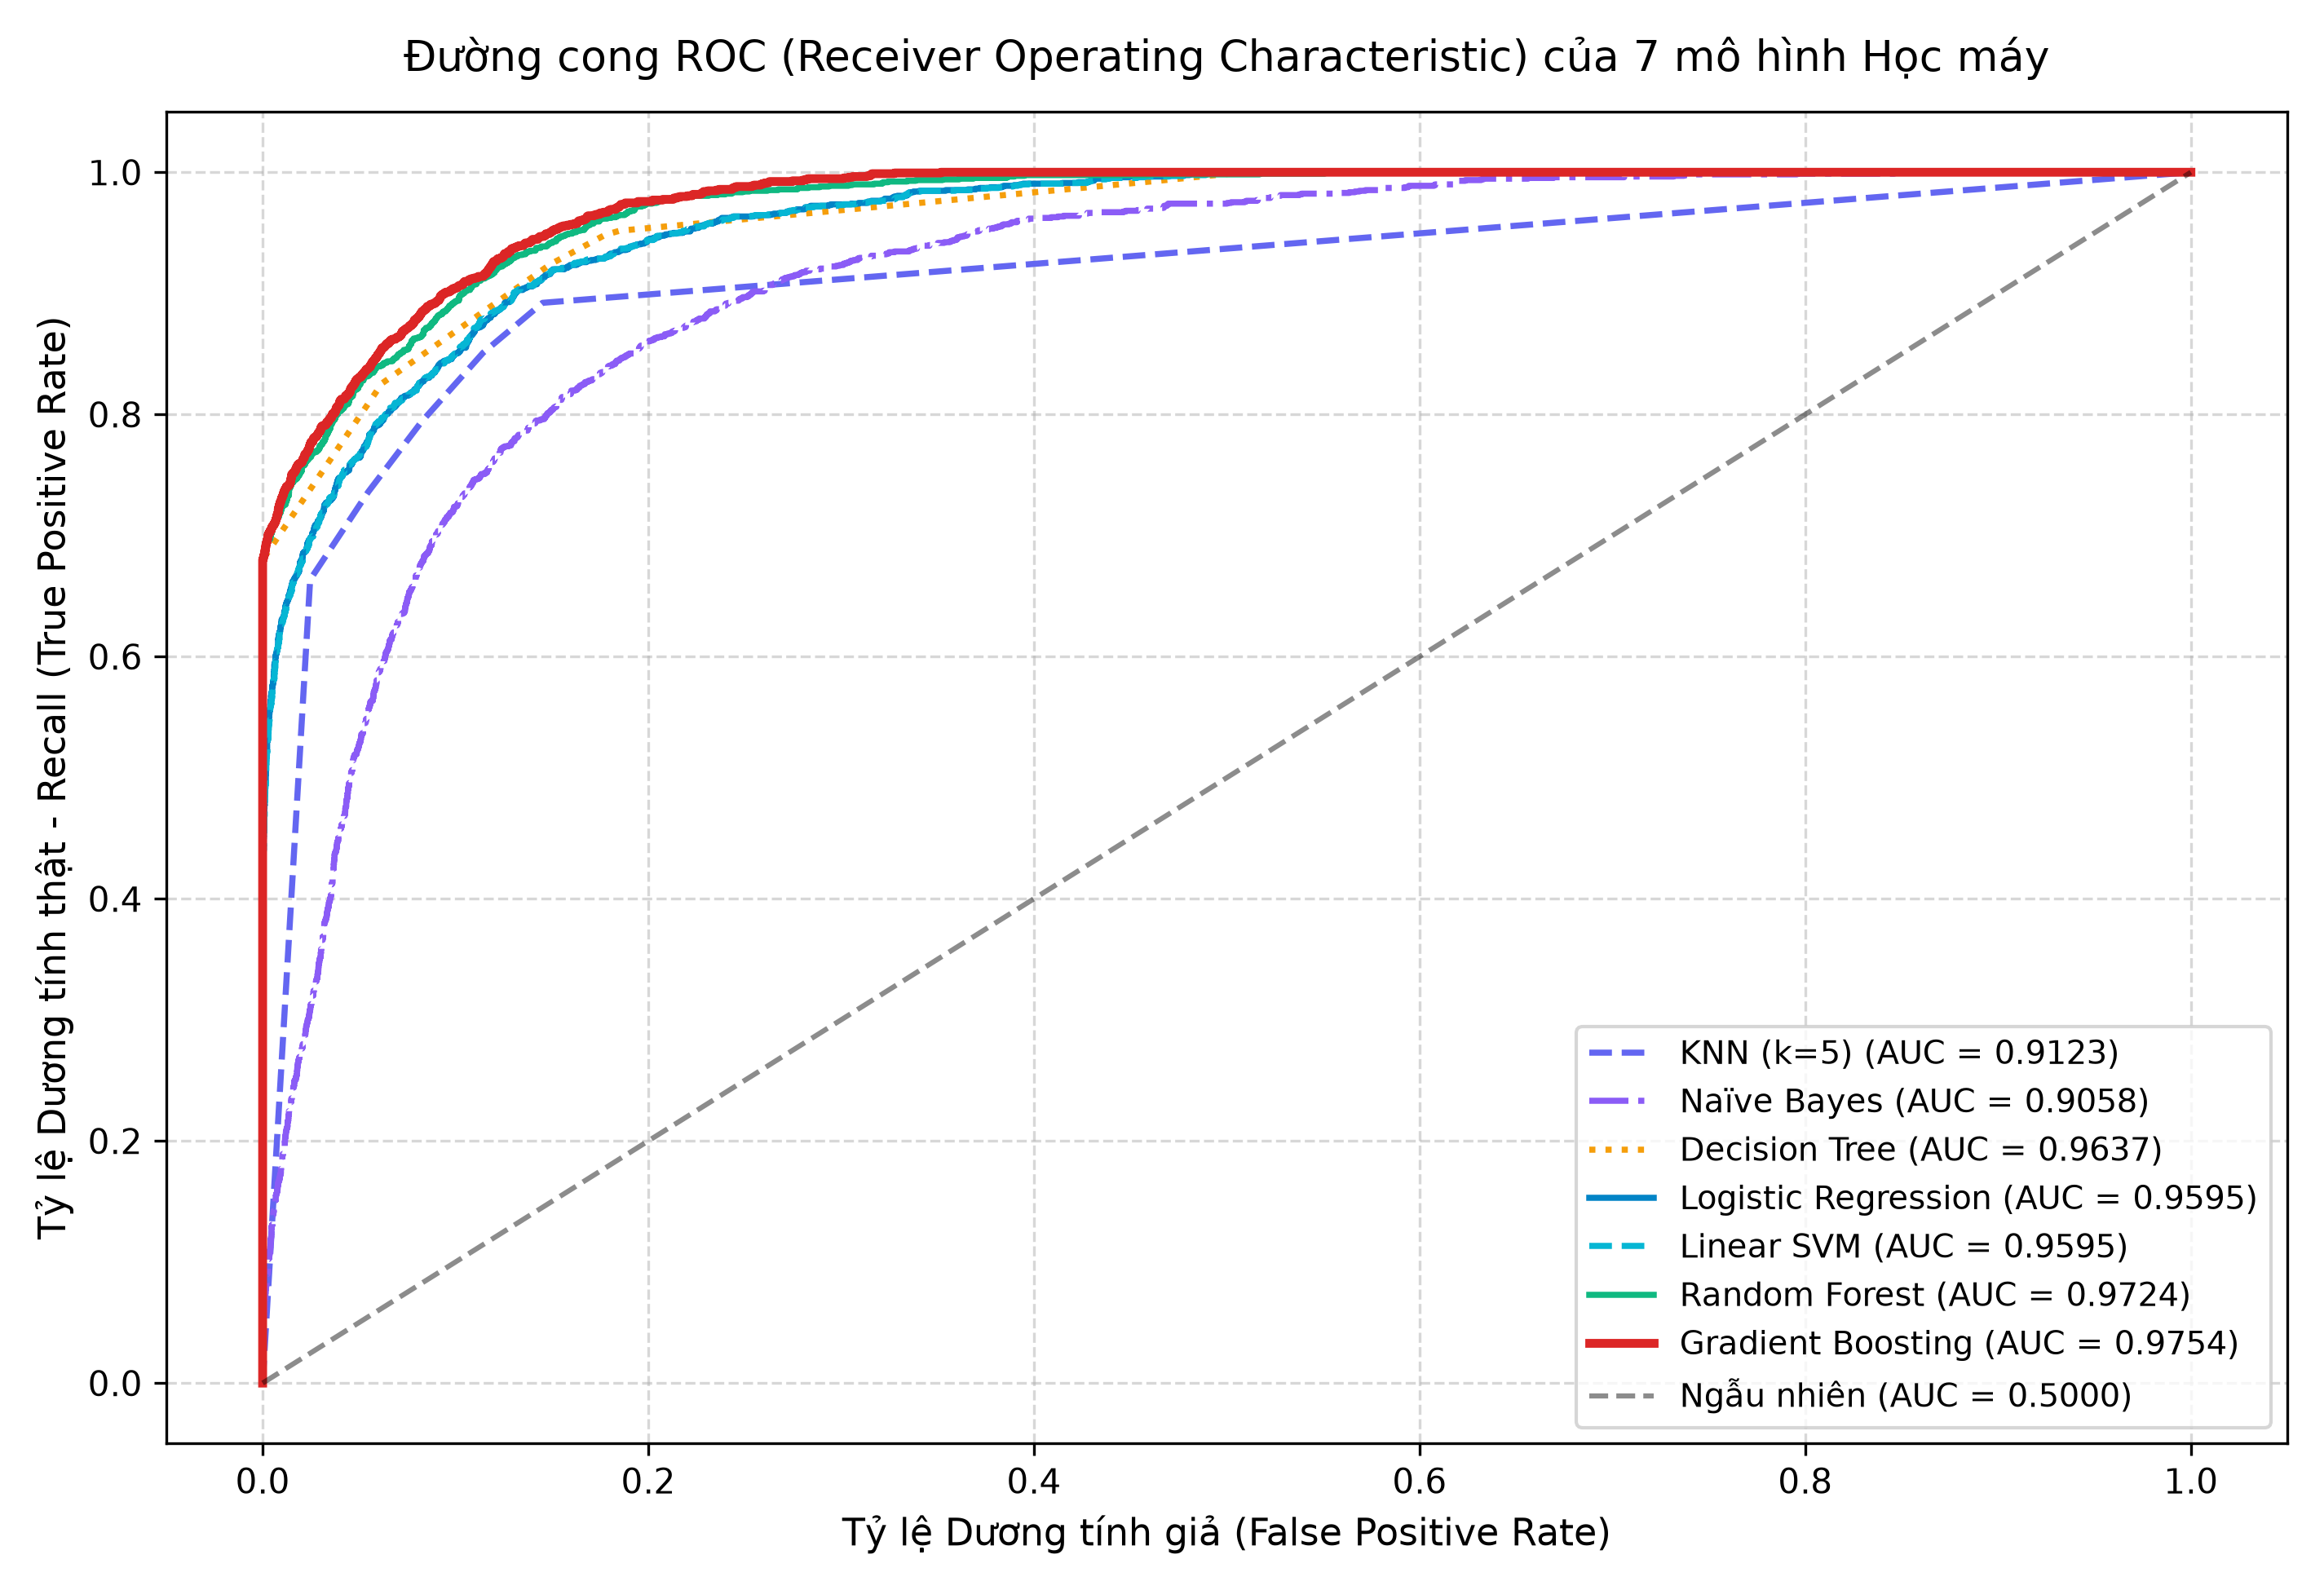 Đường cong ROC (Receiver Operating Characteristic) của 7 mô hình Học máy
Tỷ lệ Dương tính thật - Recall (True Positive Rate)
1.0
0.8
0.6
0.4
0.2
0.0
KNN (k=5) (AUC = 0.9123)
Naïve Bayes (AUC = 0.9058)
Decision Tree (AUC = 0.9637)
Logistic Regression (AUC = 0.9595)
Linear SVM (AUC = 0.9595)
Random Forest (AUC = 0.9724)
Gradient Boosting (AUC = 0.9754)
Ngẫu nhiên (AUC = 0.5000)
0.0 0.2 0.4 0.6 0.8 1.0
Tỷ lệ Dương tính giả (False Positive Rate)